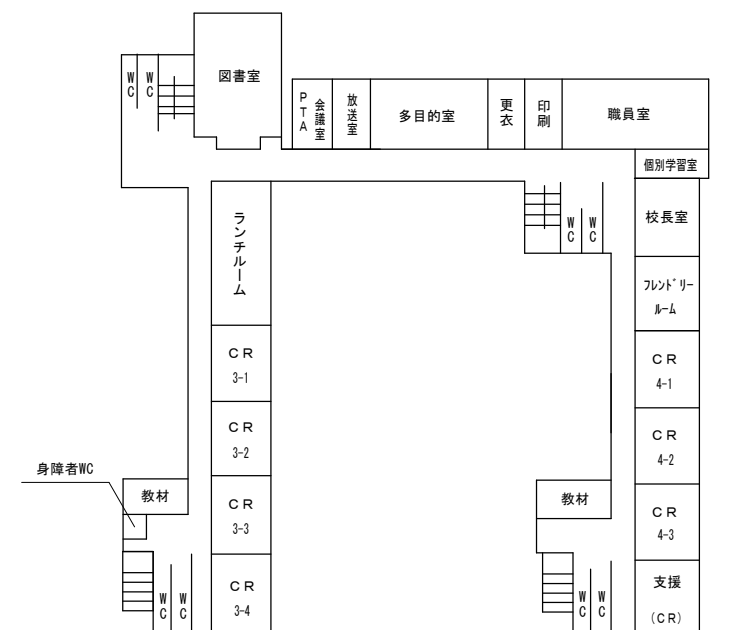 図書室
WC
WC
PTA
会議室
放送室
多目的室
更衣
印刷
職員室
個別学習室
校長室
フレンドリー
ルーム
WC
WC
ランチルーム
CR
3-1
CR
3-2
CR
3-3
CR
3-4
CR
4-1
CR
4-2
CR
4-3
支援
(CR)
身障者WC
教材
教材
WC
WC
WC
WC